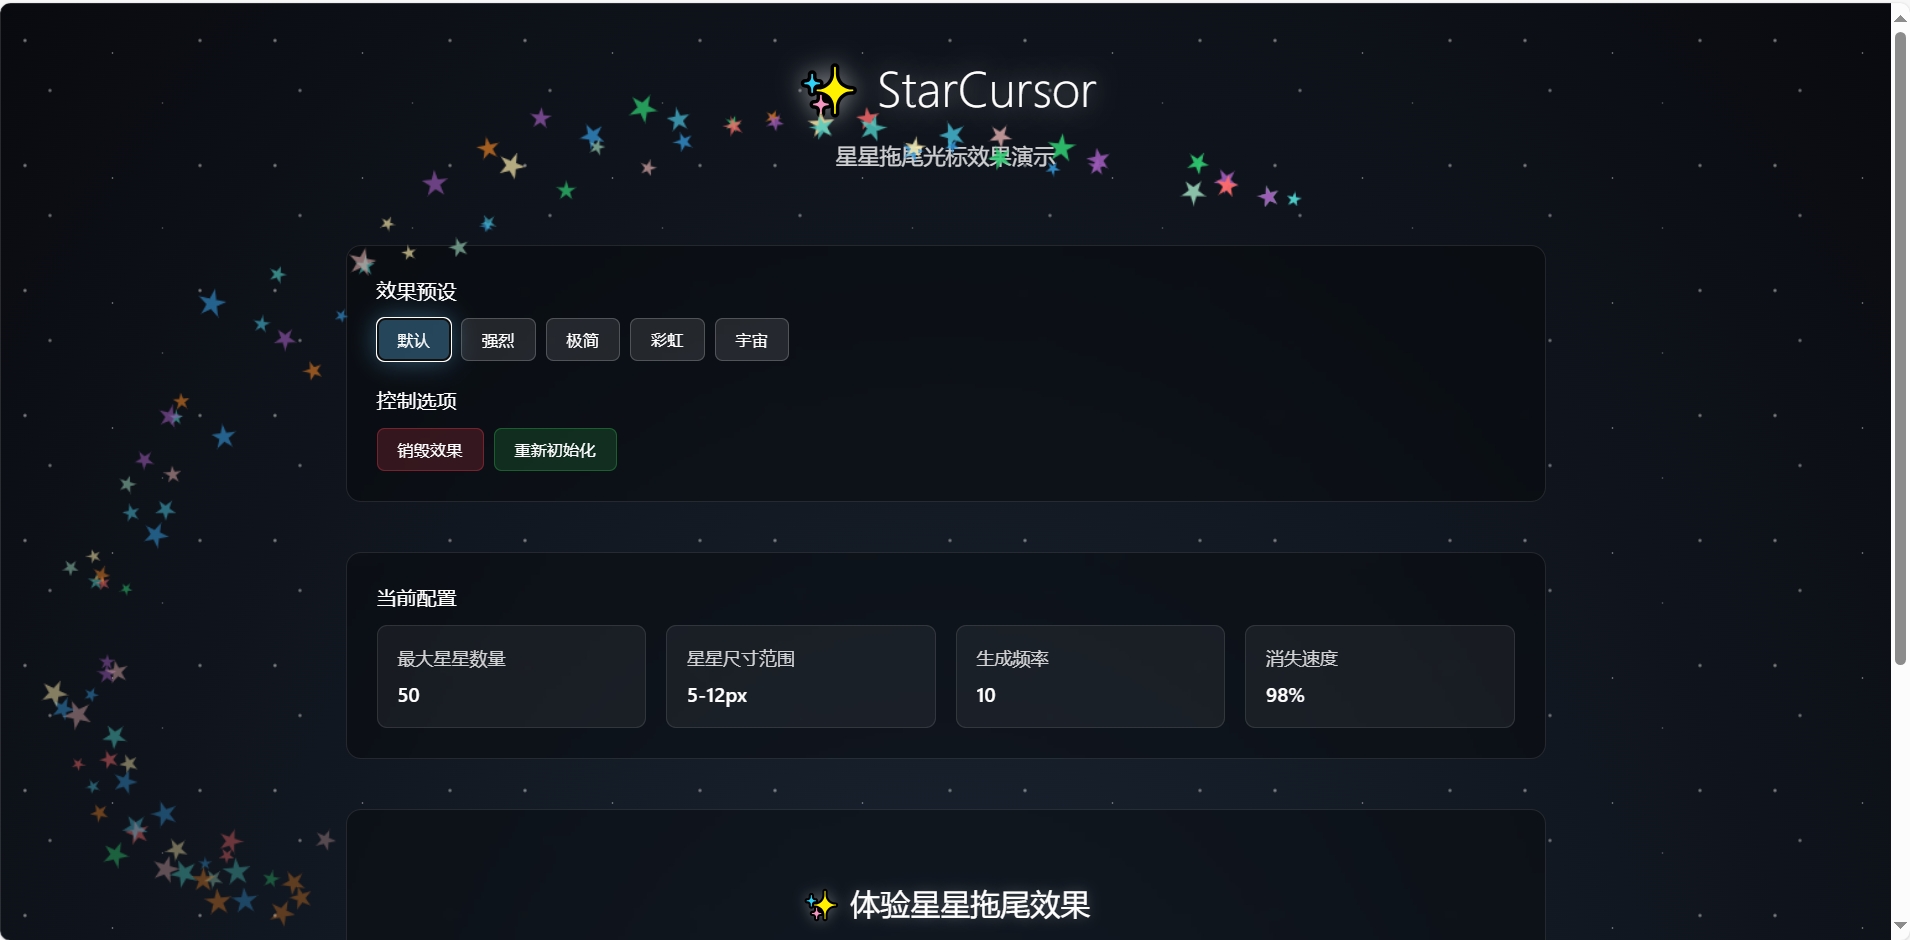 StarCursor
星星拖尾光标效果演示
效果预设
默认 强烈 极简 彩虹 宇宙
控制选项
销毁效果 重新初始化
当前配置
最大星星数量 星星尺寸范围 生成频率 消失速度
50 5-12px 10 98%
体验星星拖尾效果